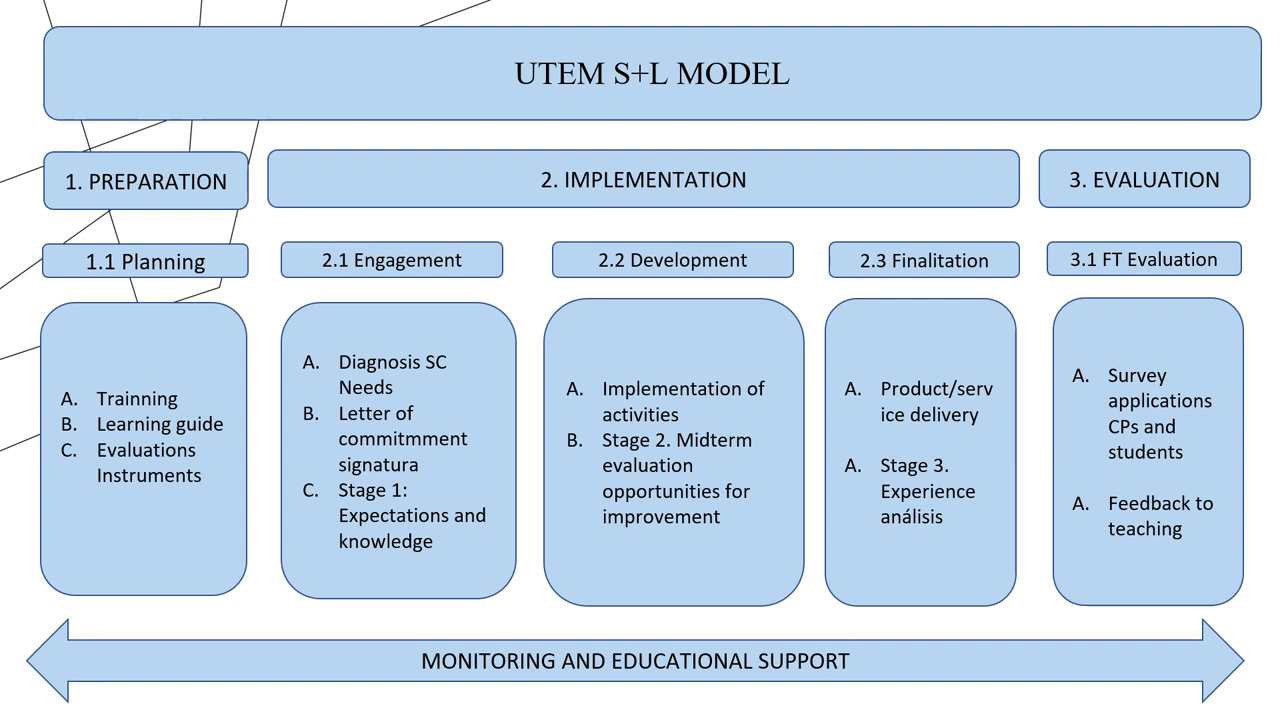 UTEM S+L MODEL
1. PREPARATION
2. IMPLEMENTATION
3. EVALUATION
1.1 Planning
2.1 Engagement
2.2 Development
2.3 Finalitation
3.1 FT Evaluation
A. Trainning
B. Learning guide
C. Evaluations
Instruments
A. Diagnosis SC
Needs
B. Letter of
commitmment
signatura
C. Stage 1:
Expectations and
knowledge
A. Implementation of
activities
B. Stage 2. Midterm
evaluation
opportunities for
improvement
A. Product/serv
ice delivery
A. Stage 3.
Experience
análisis
A. Survey
applications
CPs and
students
A. Feedback to
teaching
MONITORING AND EDUCATIONAL SUPPORT